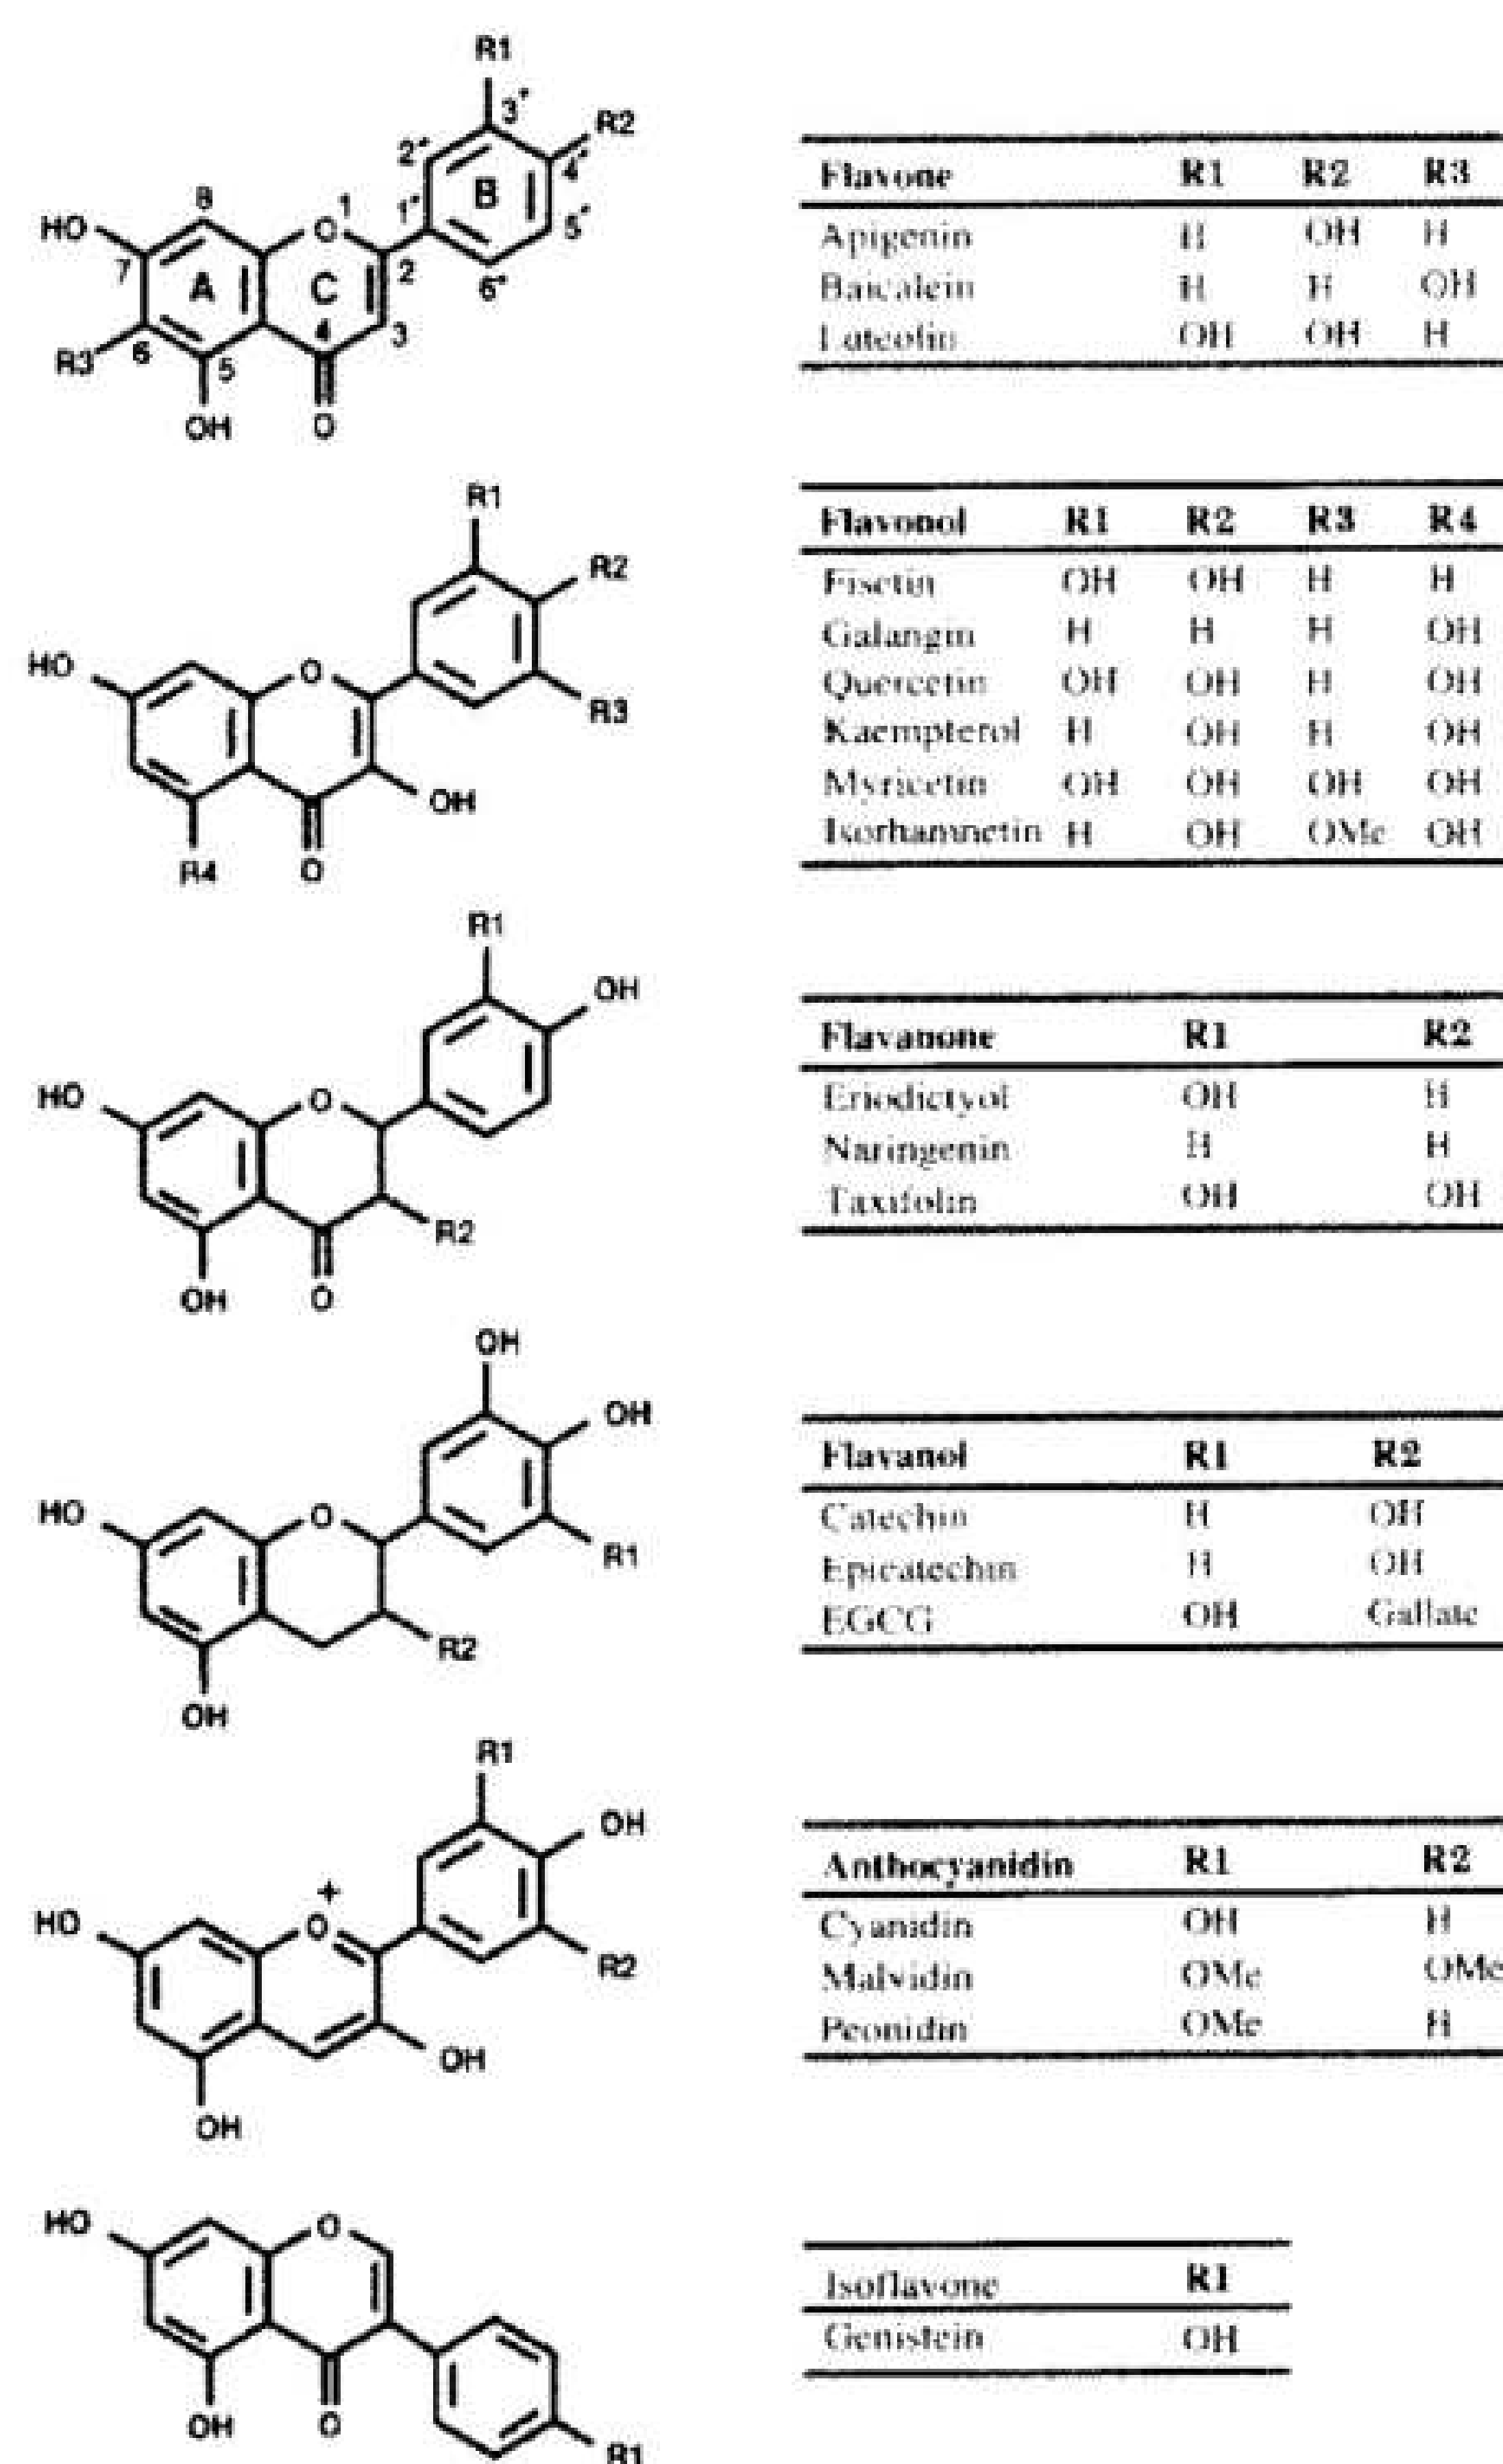 R1
3'
R2
2'
4'
B
8
1
1'
HO
O
5'
7
2
A
C
6'
4
3
6
R3
5
OH
O
Flavone R1 R2 R3
Apigenin H OH H
Baicalein H H OH
Luteolin OH OH H
R1
R2
HO
O
R3
OH
R4
O
Flavonol R1 R2 R3 R4
Fisetin OH OH H H
Galangin H H H OH
Quercetin OH OH H OH
Kaempferol H OH H OH
Myricetin OH OH OH OH
Isorhamnetin H OH OMe OH
R1
OH
HO
O
R2
OH
O
Flavanone R1 R2
Eriodictyol OH H
Naringenin H H
Taxifolin OH OH
OH
OH
HO
O
R1
R2
OH
Flavanol R1 R2
Catechin H OH
Epicatechin H OH
EGCG OH Gallate
R1
OH
+
HO
O
R2
OH
OH
Anthocyanidin R1 R2
Cyanidin OH H
Malvidin OMe OMe
Peonidin OMe H
HO
O
OH
O
R1
Isoflavone R1
Genistein OH